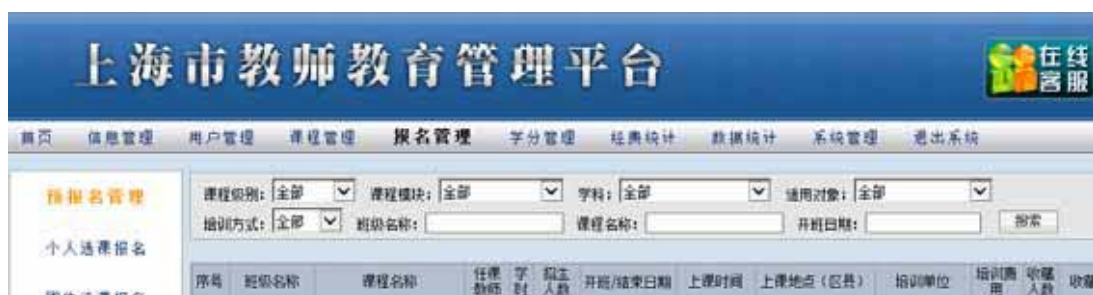 上海市教师教育管理平台
在线
客服
首页 信息管理 用户管理 课程管理 报名管理 学分管理 经费统计 数据统计 系统管理 退出系统
预报名管理
课程级别: 全部 课程模块: 全部 学科: 全部 适用对象: 全部
培训方式: 全部 班级名称: 课程名称: 开班日期: 搜索
个人选课报名
序号 班级名称 课程名称 任课教师 学时 招生人数 开班/结束日期 上课时间 上课地点（区县） 培训单位 培训费用 收藏人数 收藏